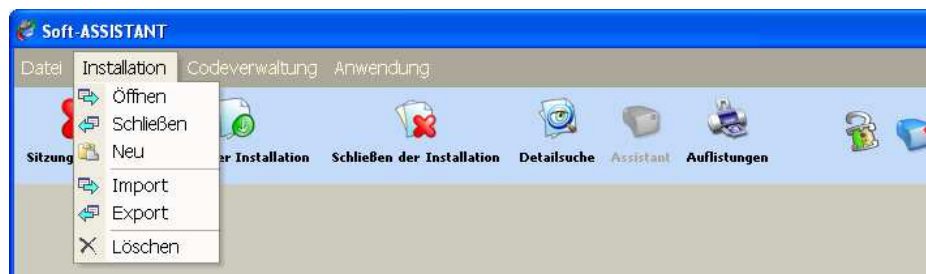 Soft-ASSISTANT
Datei Installation Codeverwaltung Anwendung
Öffnen
Schließen
Neu
Import
Export
Löschen
Sitzung er Installation Schließen der Installation Detailsuche Assistant Auflistungen